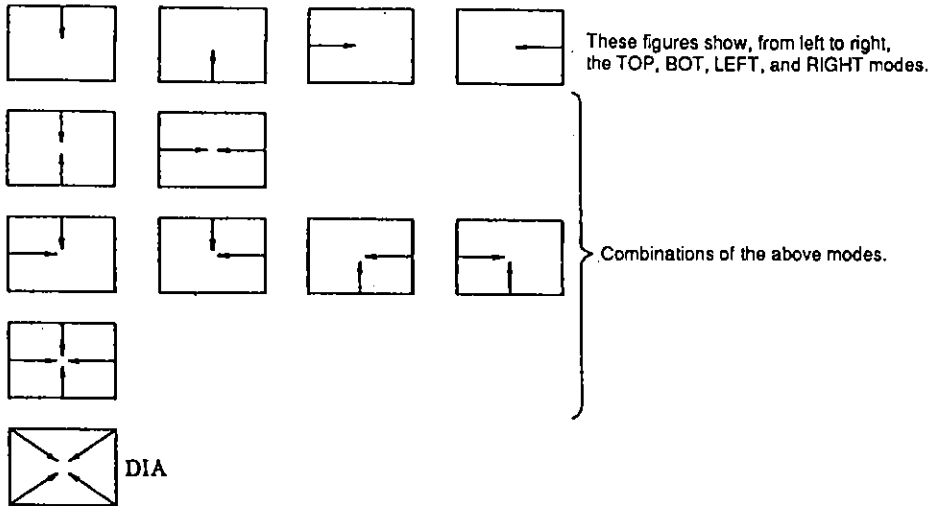 These figures show, from left to right,
the TOP, BOT, LEFT, and RIGHT modes.
Combinations of the above modes.
DIA